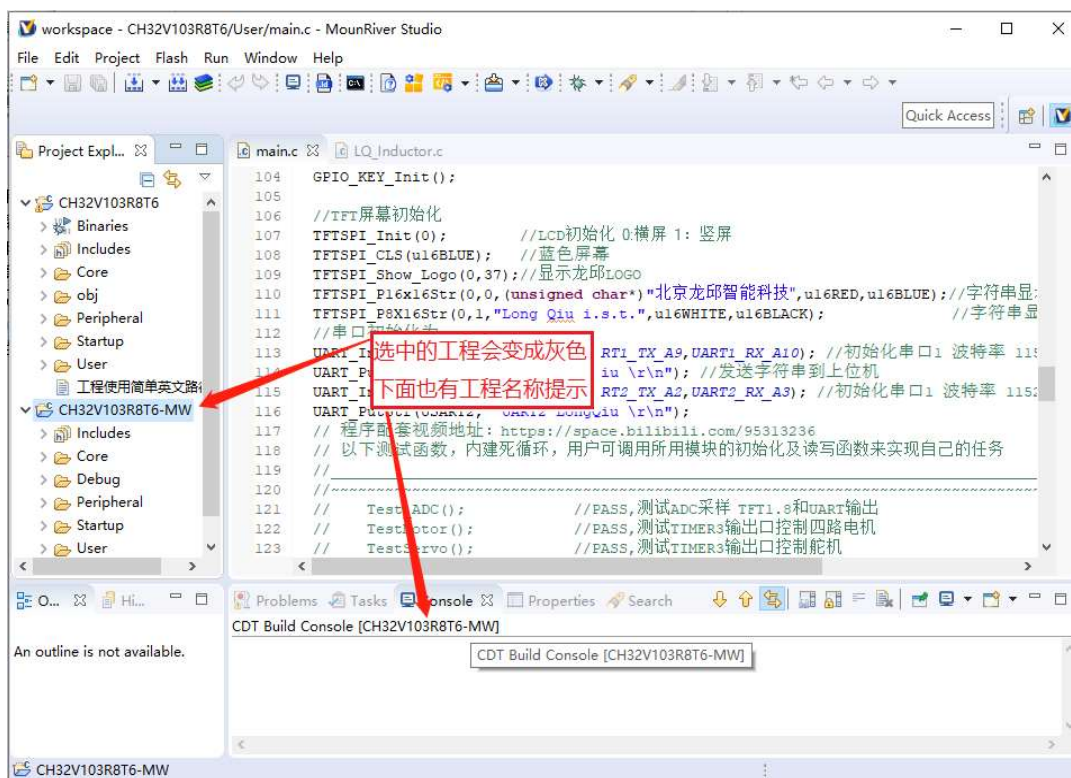 workspace - CH32V103R8T6/User/main.c - MounRiver Studio
File Edit Project Flash Run Window Help
Quick Access
Project Expl...
main.c
LQ_Inductor.c
CH32V103R8T6
Binaries
Includes
Core
obj
Peripheral
Startup
User
工程使用简单英文路
CH32V103R8T6-MW
Includes
Core
Debug
Peripheral
Startup
User
104 GPIO_KEY_Init();
105
106 //TFT屏幕初始化
107 TFTSPI_Init(0); //LCD初始化 0:横屏 1: 竖屏
108 TFTSPI_CLS(u16BLUE); //蓝色屏幕
109 TFTSPI_Show_Logo(0,37);//显示龙邱LOGO
110 TFTSPI_P16x16Str(0,0,(unsigned char*)"北京龙邱智能科技",u16RED,u16BLUE);//字符串显
111 TFTSPI_P8X16Str(0,1,"Long Qiu i.s.t.",u16WHITE,u16BLACK); //字符串显
112 //串口初始化为
113 UART_In RT1_TX_A9,UART1_RX_A10); //初始化串口1 波特率 115
114 UART_Pu iu \r\n"); //发送字符串到上位机
115 UART_In RT2_TX_A2,UART2_RX_A3); //初始化串口1 波特率 1152
116 UART_PutStr(USART2, "UART2 LongQiu \r\n");
117 // 程序配套视频地址: https://space.bilibili.com/95313236
118 // 以下测试函数, 内建死循环, 用户可调用所用模块的初始化及读写函数来实现自己的任务
119 //
120 //~~~~~~~~~~~~~~~~~~~~~~~~~~~~~~~~~~~~~~~~~~~~~~~~~~~~~~~~~~~~~~~~~~~~~~
121 // Test_ADC(); //PASS,测试ADC采样 TFT1.8和UART输出
122 // TestMotor(); //PASS,测试TIMER3输出口控制四路电机
123 // TestServo(); //PASS,测试TIMER3输出口控制舵机
选中的工程会变成灰色
下面也有工程名称提示
O...
Hi...
An outline is not available.
Problems Tasks Console Properties Search
CDT Build Console [CH32V103R8T6-MW]
CDT Build Console [CH32V103R8T6-MW]
CH32V103R8T6-MW